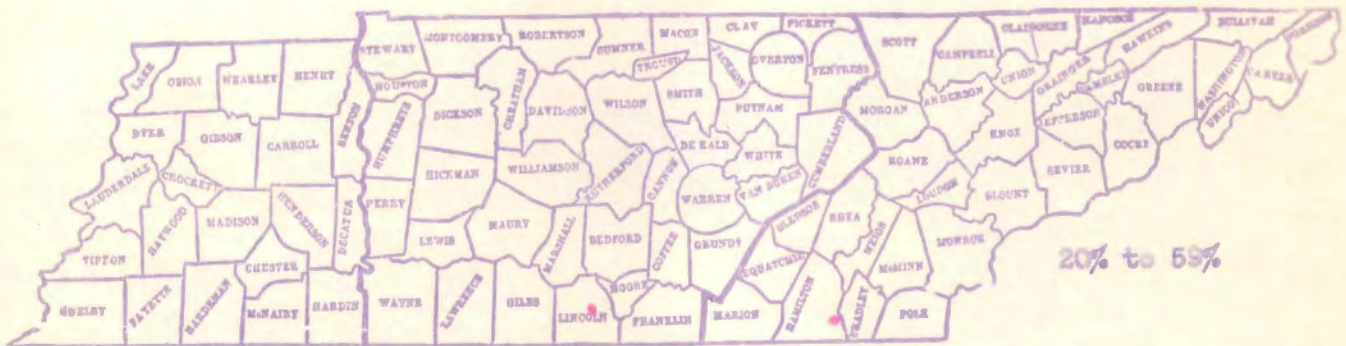 LAKE
OBION
WEAKLEY
HENRY
STEWART
MONTGOMERY
ROBERTSON
SUMNER
MACON
CLAY
PICKETT
SCOTT
CAMPBELL
CLAIBORNE
HANCOCK
HAWKINS
SULLIVAN
JOHNSON
HOUSTON
TROUSD
JACKSON
OVERTON
FENTRESS
UNION
GRAINGER
HAMBLEN
GREENE
WASHINGTON
CARTER
UNICOI
DYER
GIBSON
CARROLL
BENTON
HUMPHREYS
DICKSON
CHEATHAM
DAVIDSON
WILSON
SMITH
PUTNAM
MORGAN
ANDERSON
KNOX
JEFFERSON
COCKE
LAUDERDALE
CROCKETT
WILLIAMSON
RUTHERFORD
CANNON
DE KALB
WHITE
CUMBERLAND
ROANE
LOUDON
BLOUNT
SEVIER
HAYWOOD
MADISON
HENDERSON
DECATUR
PERRY
HICKMAN
WARREN
VAN BUREN
BLEDSOE
RHEA
MEIGS
MONROE
TIPTON
CHESTER
LEWIS
MAURY
MARSHALL
BEDFORD
COFFEE
GRUNDY
SEQUATCHIE
McMINN
20% to 59%
SHELBY
FAYETTE
HARDEMAN
McNAIRY
HARDIN
WAYNE
LAWRENCE
GILES
LINCOLN
MOORE
FRANKLIN
MARION
HAMILTON
BRADLEY
POLK